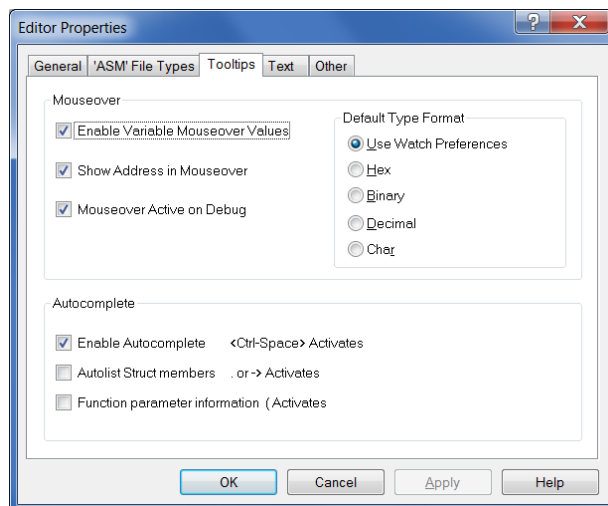 Editor Properties
?
X
General 'ASM' File Types Tooltips Text Other
Mouseover
Enable Variable Mouseover Values
Show Address in Mouseover
Mouseover Active on Debug
Default Type Format
Use Watch Preferences
Hex
Binary
Decimal
Char
Autocomplete
Enable Autocomplete <Ctrl-Space> Activates
Autolist Struct members . or -> Activates
Function parameter information ( Activates
OK Cancel Apply Help